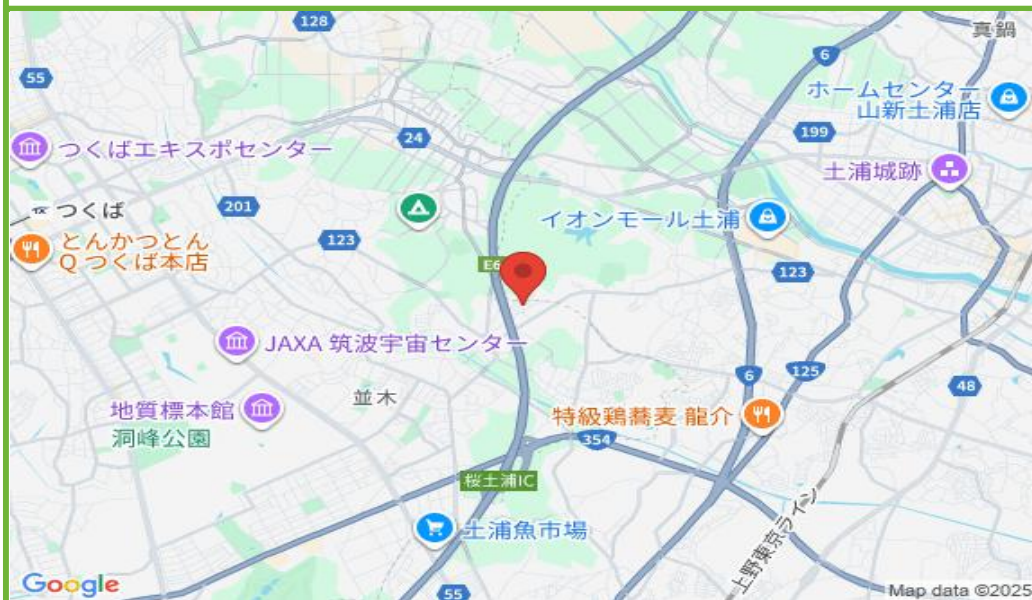 128
真鍋
6
55
ホームセンター
山新土浦店
24
199
つくばエキスポセンター
土浦城跡
201
つくば
イオンモール土浦
123
とんかつとん
Q つくば本店
E6
123
JAXA 筑波宇宙センター
6
125
48
並木
地質標本館
特級鶏蕎麦 龍介
洞峰公園
354
桜土浦IC
土浦魚市場
上野東京ライン
Google
55
Map data ©2025